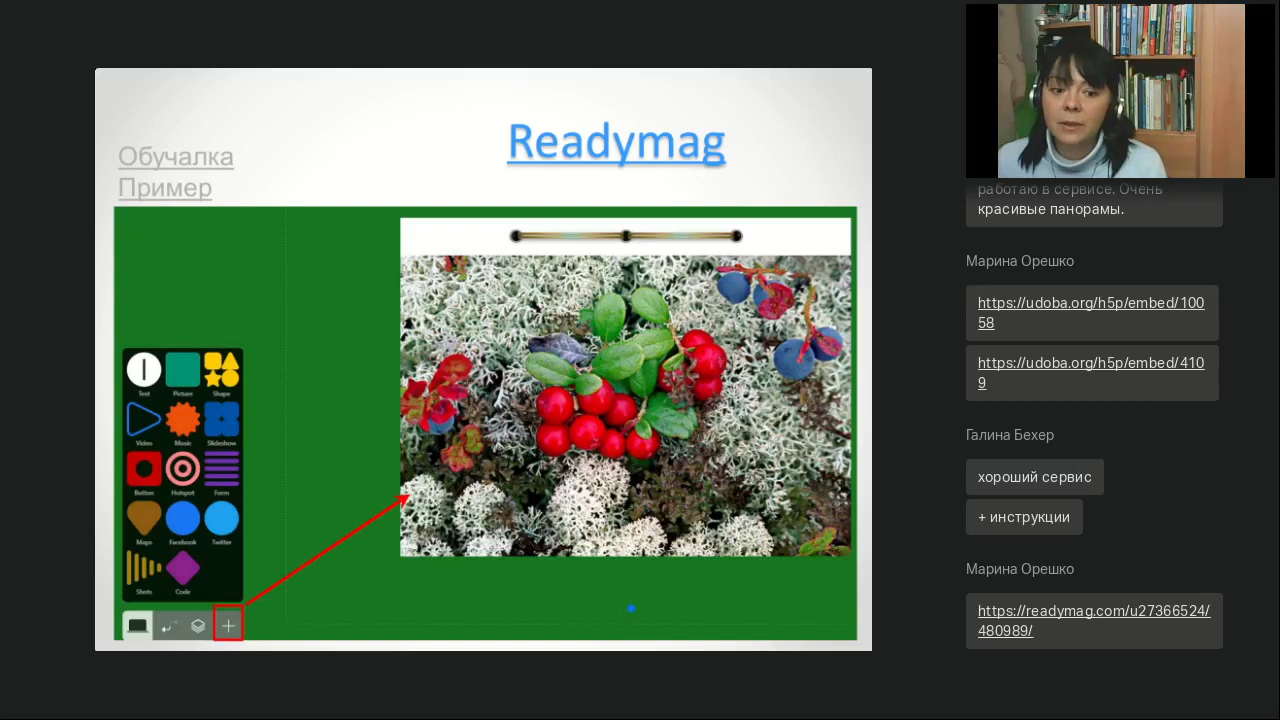 Readymag
Обучалка
Пример
Text Picture Shape
Video Music Slideshow
Button Hotspot Form
Maps Facebook Twitter
Shots Code
работаю в сервисе. Очень
красивые панорамы.
Марина Орешко
https://udoba.org/h5p/embed/100
58
https://udoba.org/h5p/embed/410
9
Галина Бехер
хороший сервис
+ инструкции
Марина Орешко
https://readymag.com/u27366524/
480989/